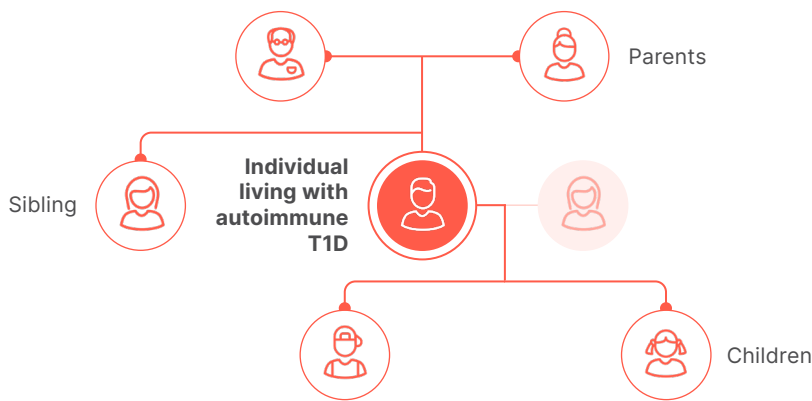 Parents
Individual
living with
autoimmune
T1D
Sibling
Children